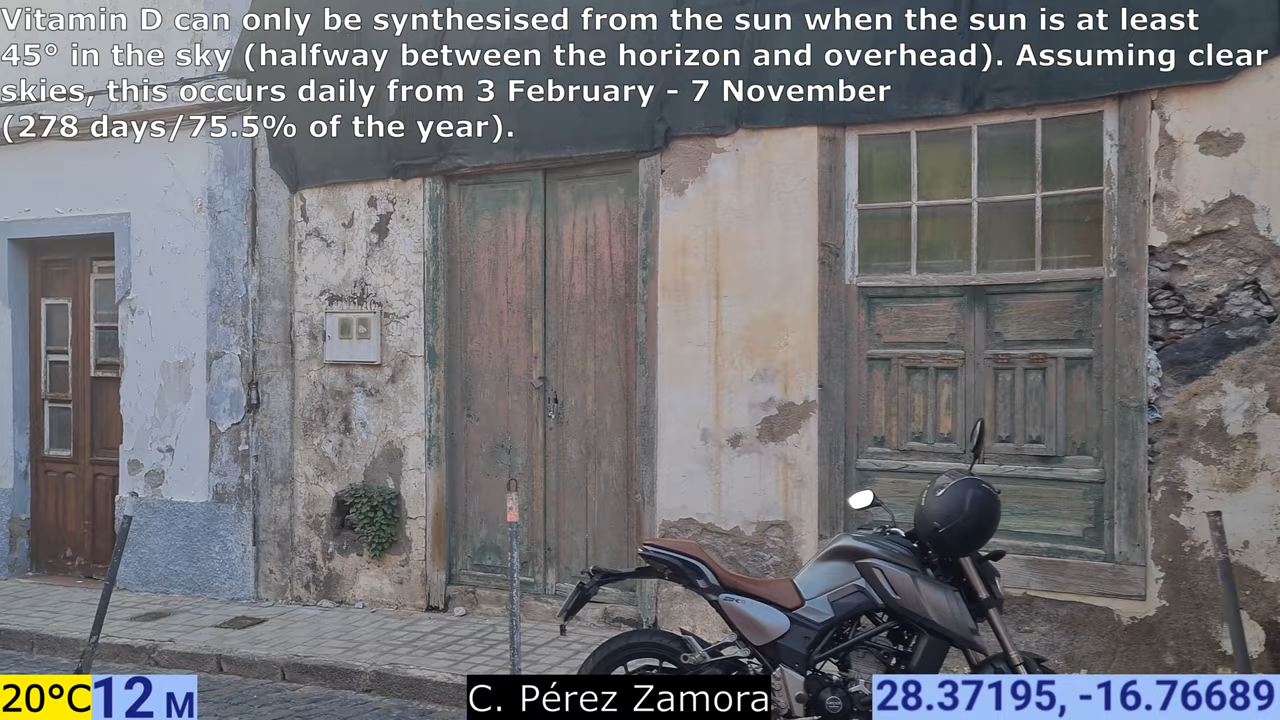 Vitamin D can only be synthesised from the sun when the sun is at least
45° in the sky (halfway between the horizon and overhead). Assuming clear
skies, this occurs daily from 3 February - 7 November
(278 days/75.5% of the year).
20°C 12 M
C. Pérez Zamora
28.37195, -16.76689